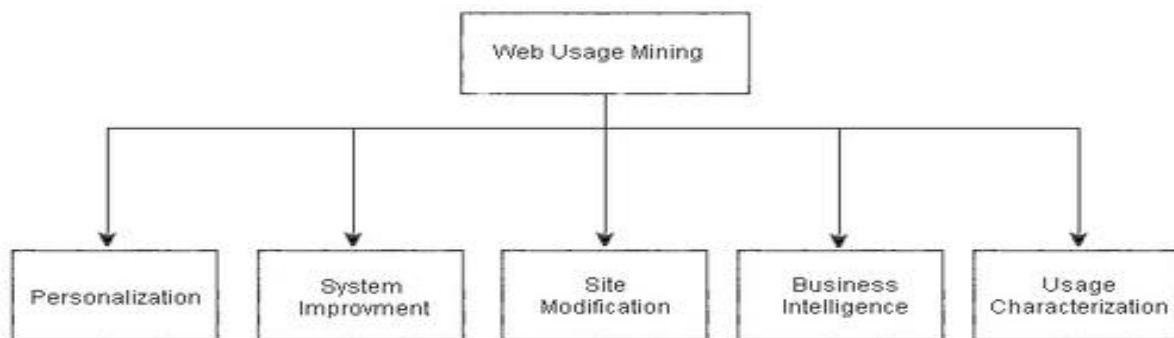 Web Usage Mining
Personalization
System
Improvment
Site
Modification
Business
Intelligence
Usage
Characterization